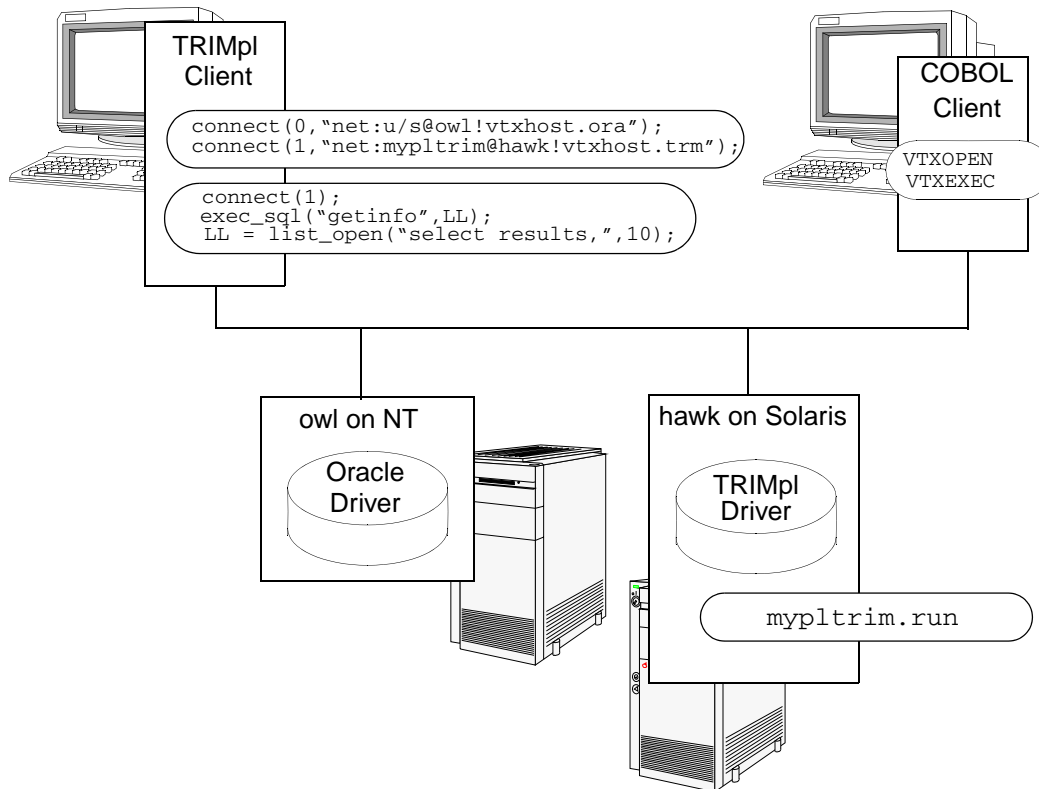 TRIMpl
Client
connect(0,“net:u/s@owl!vtxhost.ora”);
connect(1,“net:mypltrim@hawk!vtxhost.trm”);
connect(1);
exec_sql(“getinfo”,LL);
LL = list_open(“select results,”,10);
COBOL
Client
VTXOPEN
VTXEXEC
owl on NT
Oracle
Driver
hawk on Solaris
TRIMpl
Driver
mypltrim.run